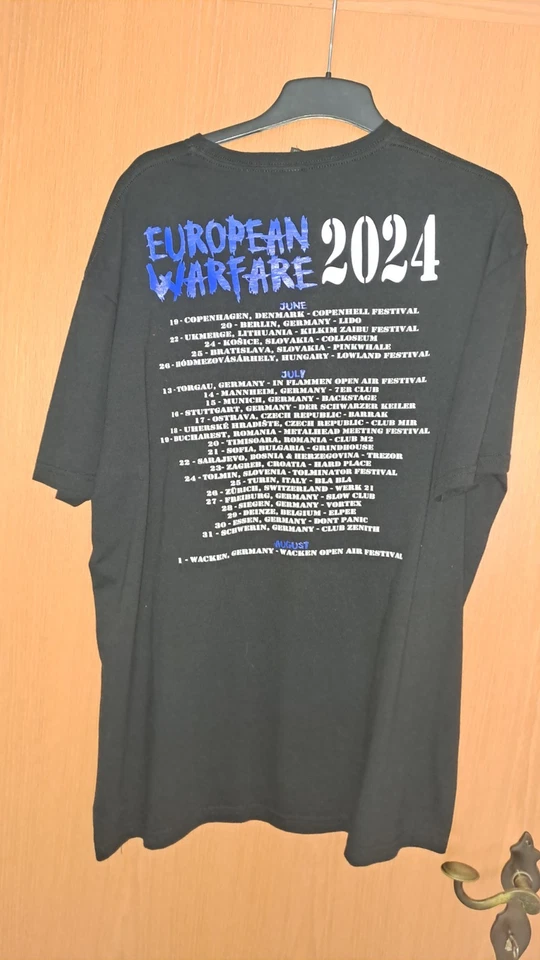 EUROPEAN
WARFARE 2024
JUNE
19 - COPENHAGEN, DENMARK - COPENHELL FESTIVAL
20 - BERLIN, GERMANY - LIDO
22 - UKMERGE, LITHUANIA - KILKIM ZAIBU FESTIVAL
24 - KOŠICE, SLOVAKIA - COLLOSEUM
25 - BRATISLAVA, SLOVAKIA - PINKWHALE
26 - HÓDMEZOVÁSÁRHELY, HUNGARY - LOWLAND FESTIVAL
JULY
13 - TORGAU, GERMANY - IN FLAMMEN OPEN AIR FESTIVAL
14 - MANNHEIM, GERMANY - 7ER CLUB
15 - MUNICH, GERMANY - BACKSTAGE
16 - STUTTGART, GERMANY - DER SCHWARZER KEILER
17 - OSTRAVA, CZECH REPUBLIC - BARRAK
18 - UHERSKÉ HRADIŠTE, CZECH REPUBLIC - CLUB MIR
19 - BUCHAREST, ROMANIA - METALHEAD MEETING FESTIVAL
20 - TIMISOARA, ROMANIA - CLUB M2
21 - SOFIA, BULGARIA - GRINDHOUSE
22 - SARAJEVO, BOSNIA & HERZEGOVINA - TREZOR
23 - ZAGREB, CROATIA - HARD PLACE
24 - TOLMIN, SLOVENIA - TOLMINATOR FESTIVAL
25 - TURIN, ITALY - BLA BLA
26 - ZÜRICH, SWITZERLAND - WERK 21
27 - FREIBURG, GERMANY - SLOW CLUB
28 - SIEGEN, GERMANY - VORTEX
29 - DEINZE, BELGIUM - ELPEE
30 - ESSEN, GERMANY - DONT PANIC
31 - SCHWERIN, GERMANY - CLUB ZENITH
AUGUST
1 - WACKEN, GERMANY - WACKEN OPEN AIR FESTIVAL